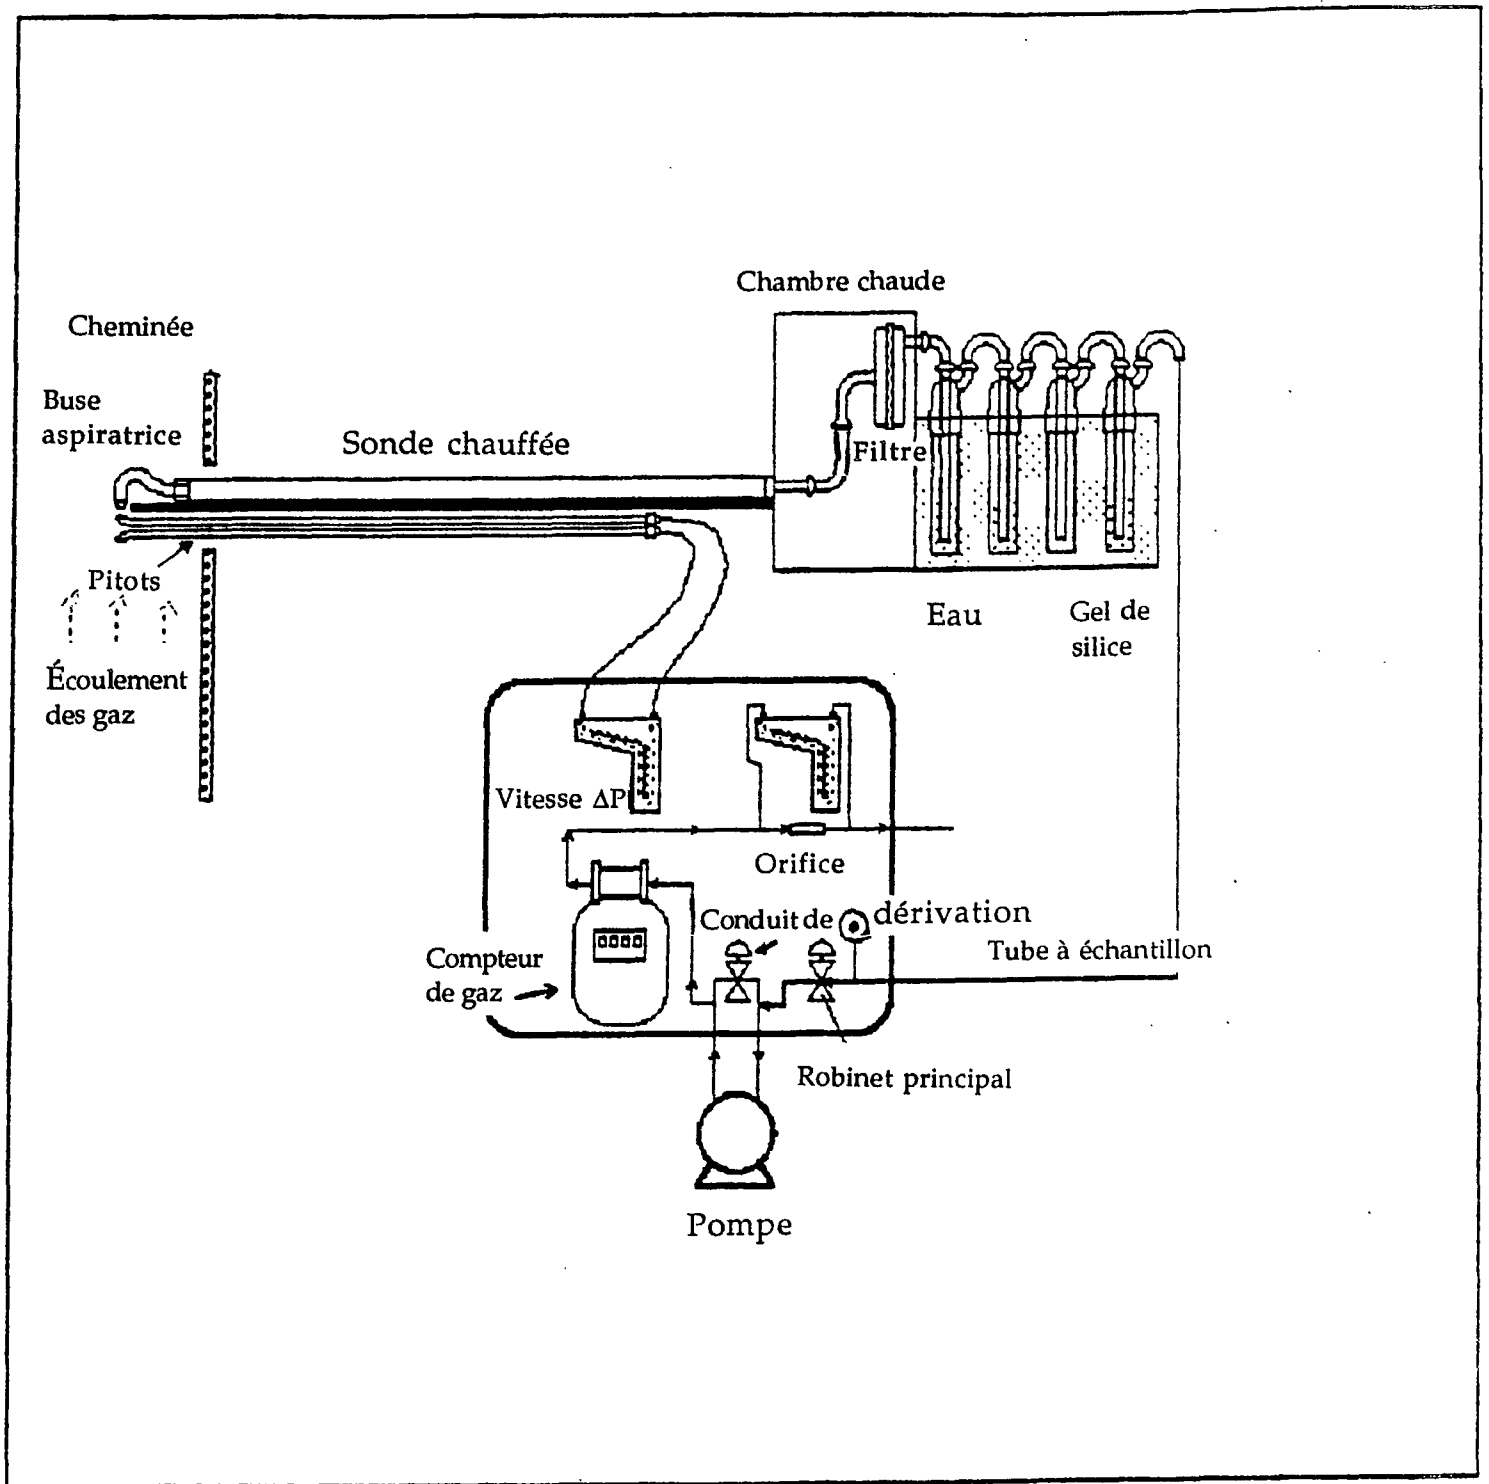 Chambre chaude
Cheminée
Buse
aspiratrice
Sonde chauffée
Filtre
Pitots
Eau
Gel de
silice
Écoulement
des gaz
Vitesse ΔP
Orifice
Conduit de dérivation
Tube à échantillon
Compteur
de gaz
Robinet principal
Pompe